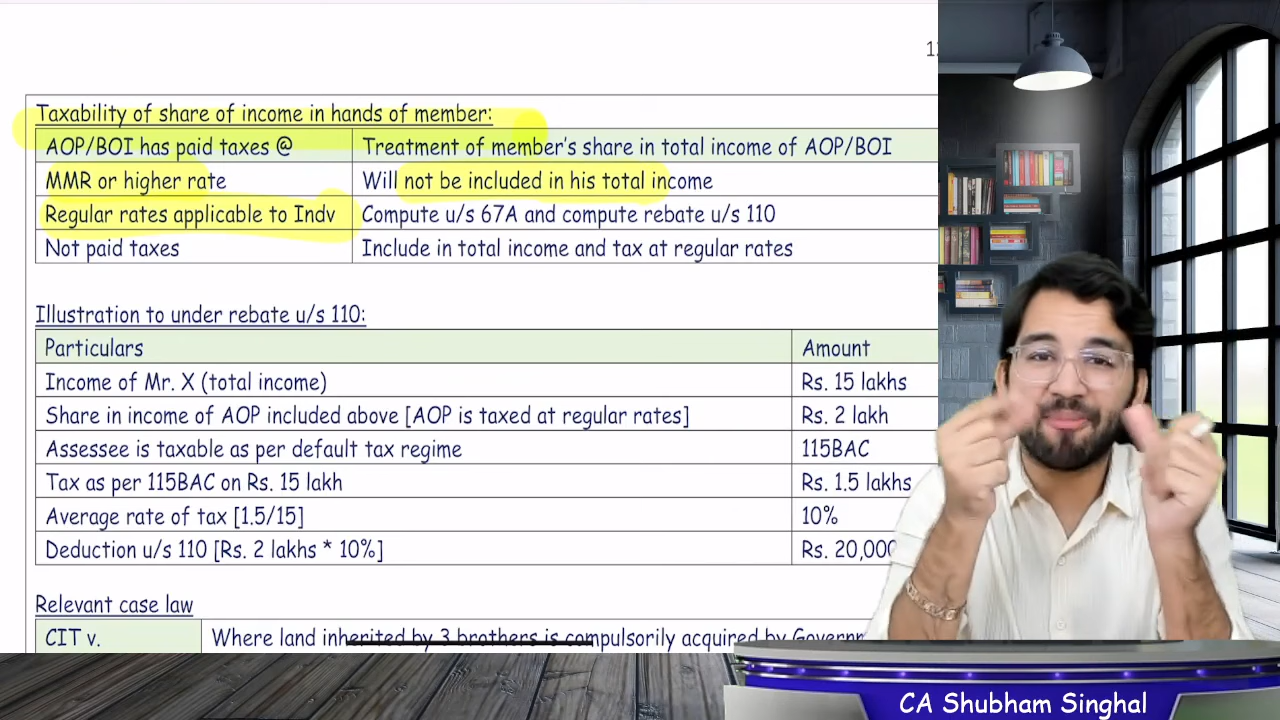 Taxability of share of income in hands of member:
AOP/BOI has paid taxes @ Treatment of member's share in total income of AOP/BOI
MMR or higher rate Will not be included in his total income
Regular rates applicable to Indv Compute u/s 67A and compute rebate u/s 110
Not paid taxes Include in total income and tax at regular rates
Illustration to under rebate u/s 110:
Particulars Amount
Income of Mr. X (total income) Rs. 15 lakhs
Share in income of AOP included above [AOP is taxed at regular rates] Rs. 2 lakh
Assessee is taxable as per default tax regime 115BAC
Tax as per 115BAC on Rs. 15 lakh Rs. 1.5 lakhs
Average rate of tax [1.5/15] 10%
Deduction u/s 110 [Rs. 2 lakhs * 10%] Rs. 20,000
Relevant case law
CIT v. Where land inherited by 3 brothers is compulsorily acquired by
CA Shubham Singhal